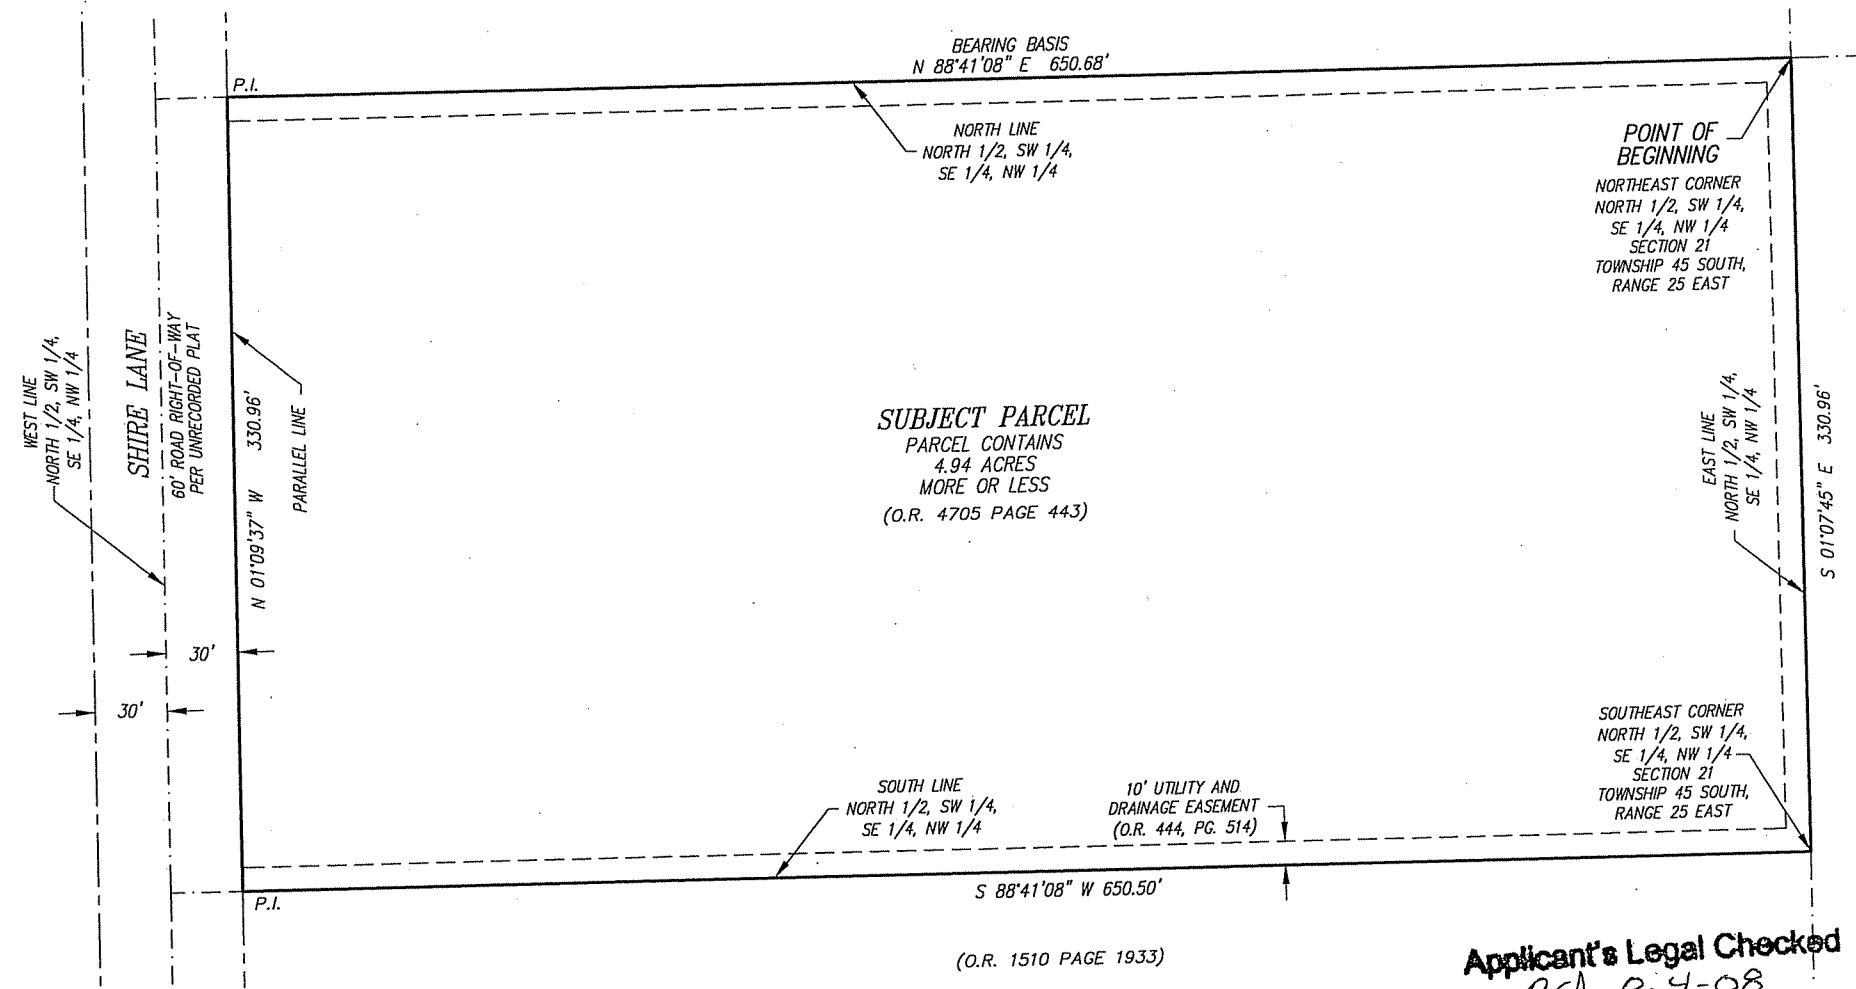 BEARING BASIS
N 88°41'08" E 650.68'
P.I.
NORTH LINE
NORTH 1/2, SW 1/4,
SE 1/4, NW 1/4
POINT OF
BEGINNING
NORTHEAST CORNER
NORTH 1/2, SW 1/4,
SE 1/4, NW 1/4
SECTION 21
TOWNSHIP 45 SOUTH,
RANGE 25 EAST
WEST LINE
NORTH 1/2, SW 1/4,
SE 1/4, NW 1/4
SHIRE LANE
60' ROAD RIGHT-OF-WAY
PER UNRECORDED PLAT
N 01°09'37" W 330.96'
PARALLEL LINE
SUBJECT PARCEL
PARCEL CONTAINS
4.94 ACRES
MORE OR LESS
(O.R. 4705 PAGE 443)
EAST LINE
NORTH 1/2, SW 1/4,
SE 1/4, NW 1/4
S 01°07'45" E 330.96'
30'
30'
SOUTHEAST CORNER
NORTH 1/2, SW 1/4,
SE 1/4, NW 1/4
SECTION 21
TOWNSHIP 45 SOUTH,
RANGE 25 EAST
SOUTH LINE
NORTH 1/2, SW 1/4,
SE 1/4, NW 1/4
10' UTILITY AND
DRAINAGE EASEMENT
(O.R. 444, PG. 514)
S 88°41'08" W 650.50'
P.I.
(O.R. 1510 PAGE 1933)
Applicant's Legal Checked